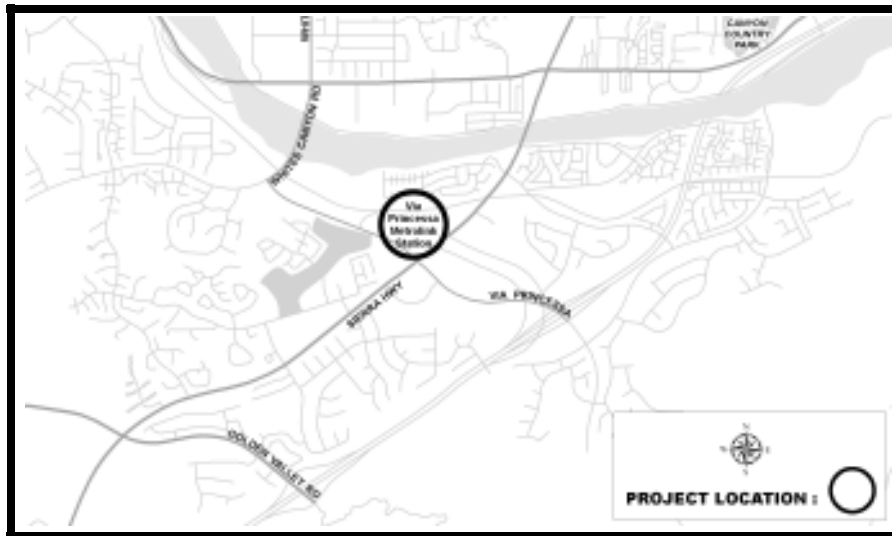 CANYON
COUNTRY
PARK
WHITES CANYON RD
Via
Princessa
Metrolink
Station
SIERRA HWY
VIA PRINCESSA
GOLDEN VALLEY RD
N
S
PROJECT LOCATION :